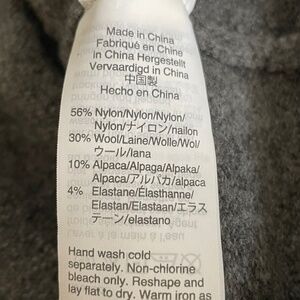 Made in China
Fabriqué en Chine
in China Hergestellt
Vervaardigd in China
中国製
Hecho en China
56% Nylon/Nylon/Nylon/
Nylon/ナイロン/nailon
30% Wool/Laine/Wolle/Wol/
ウール/lana
10% Alpaca/Alpaga/Alpaka/
Alpaca/アルパカ/alpaca
4% Elastane/Élasthanne/
Elastan/Elastaan/エラス
テーン/elastano
Hand wash cold
separately. Non-chlorine
bleach only. Reshape and
lay flat to dry. Warm iron as